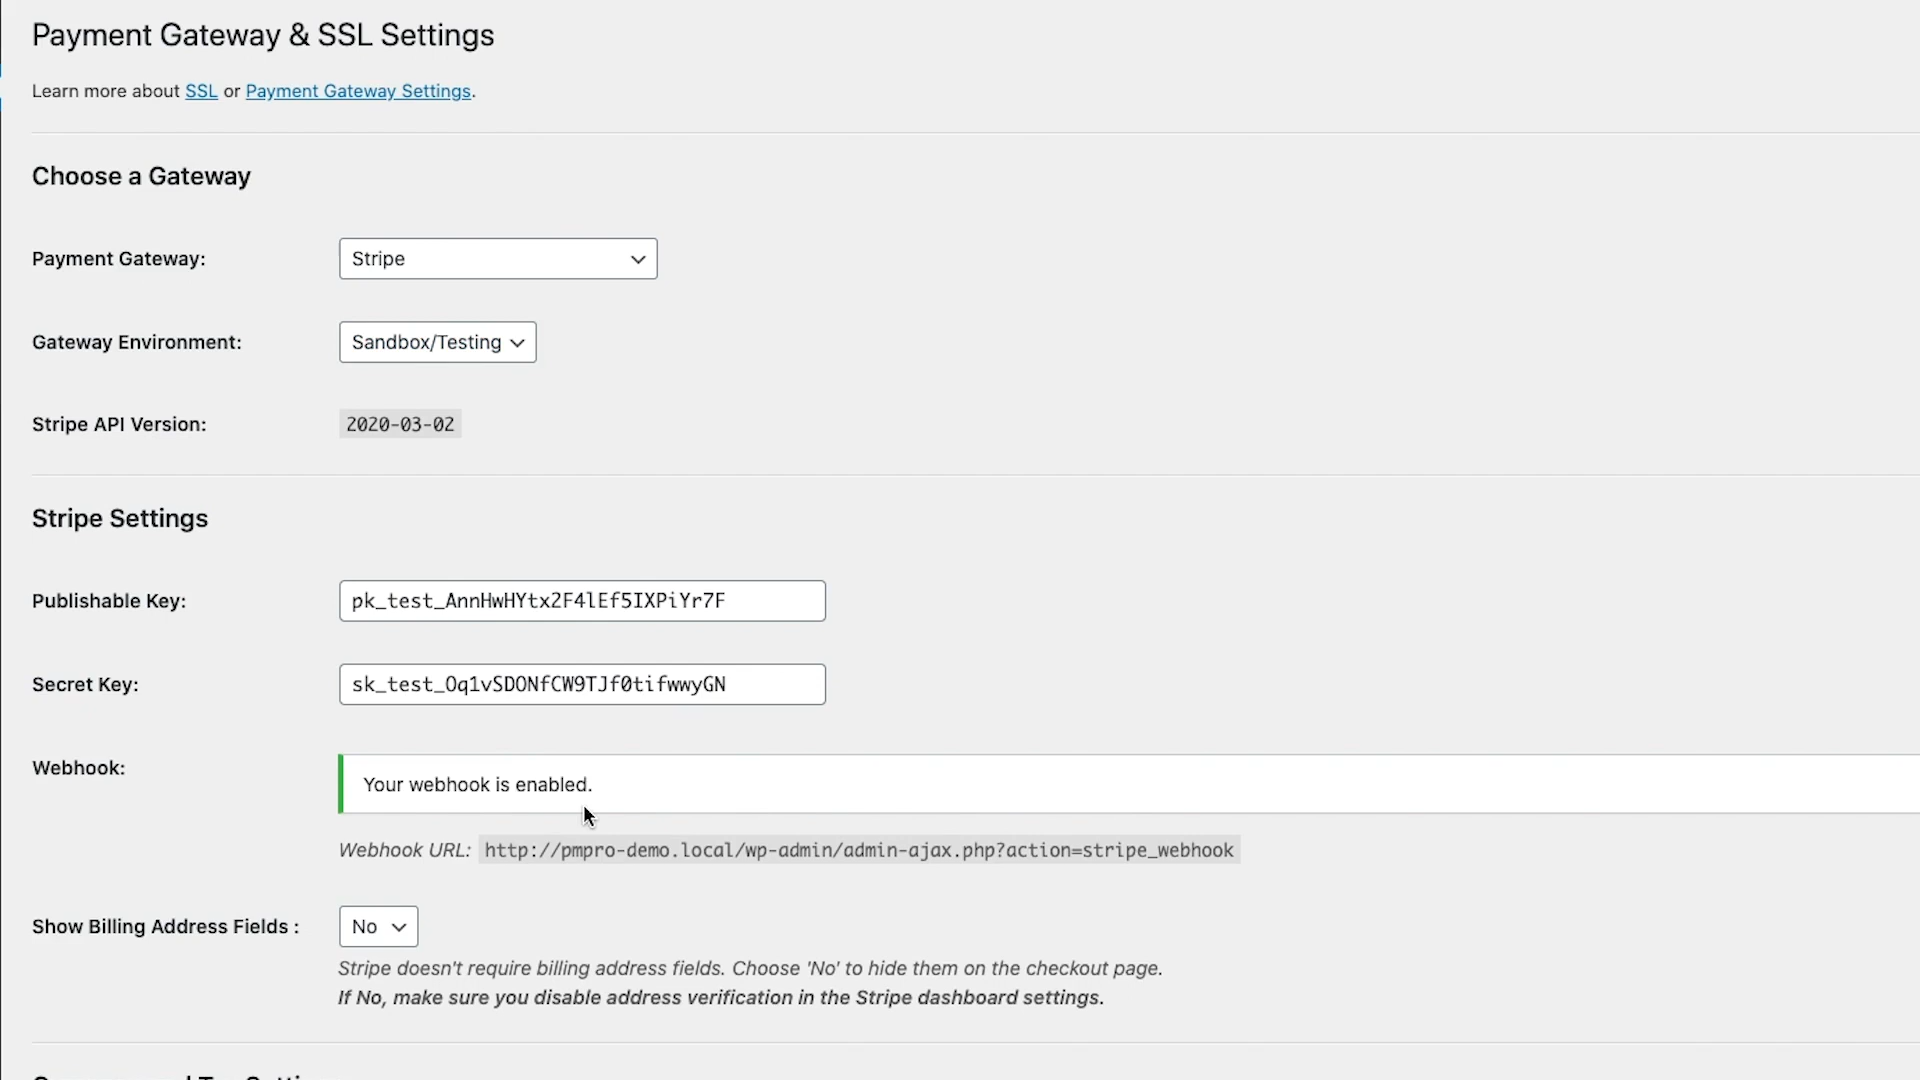 Payment Gateway & SSL Settings
Learn more about SSL or Payment Gateway Settings.
Choose a Gateway
Payment Gateway: Stripe
Gateway Environment: Sandbox/Testing
Stripe API Version: 2020-03-02
Stripe Settings
Publishable Key: pk_test_AnnHwHYtx2F4lEf5IXPiYr7F
Secret Key: sk_test_Oq1vSDONfCW9TJf0tifwwyGN
Webhook: Your webhook is enabled.
Webhook URL: http://pmpro-demo.local/wp-admin/admin-ajax.php?action=stripe_webhook
Show Billing Address Fields : No
Stripe doesn't require billing address fields. Choose 'No' to hide them on the checkout page.
If No, make sure you disable address verification in the Stripe dashboard settings.